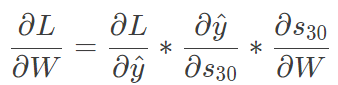 ∂L/∂W = ∂L/∂ŷ * ∂ŷ/∂s₃₀ * ∂s₃₀/∂W